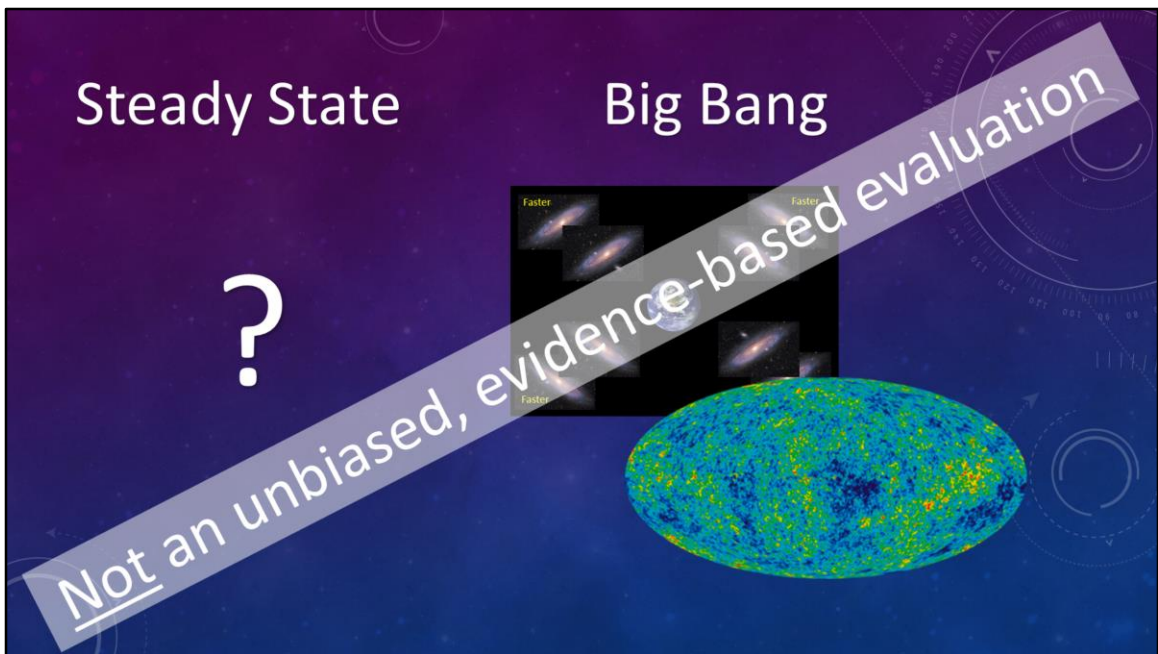 Steady State
Big Bang
?
Faster
Faster
Faster
Not an unbiased, evidence-based evaluation